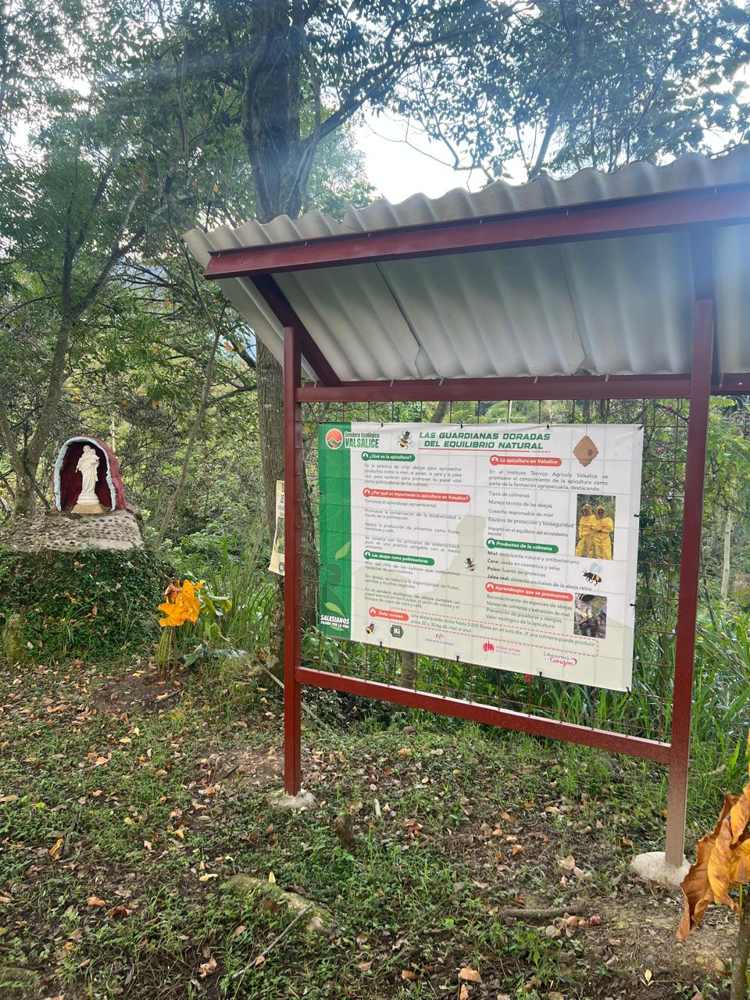 Sendero Ecológico
VALSALICE
LAS GUARDIANAS DORADAS
DEL EQUILIBRIO NATURAL
¿Qué es la apicultura?
Es la práctica de criar abejas para aprovechar
productos como la miel, el polen, la cera y la jalea
real, pero también para promover su papel vital
como polinizadoras de los cultivos.
¿Por qué es importante la apicultura en Valsalice?
Fortalece el aprendizaje agroambiental.
Promueve la conservación de la biodiversidad a
través de la polinización.
Apoya la producción de alimentos como frutas,
hortalizas y café.
Se conecta con los principios de sostenibilidad,
pues es una práctica amigable con el medio
ambiente.
Las abejas como polinizadoras
Más del 70% de los cultivos que consumimos
necesitan de polinizadores.
Sin abejas, se reduciría la disponibilidad de frutas,
semillas y muchos vegetales.
En el sendero ecológico, las abejas cumplen un
papel esencial en los frutales, el jardín de olores y el
bosque de casco de vaca y café.
La apicultura en Valsalice
En el Instituto Técnico Agrícola Valsalice se
promueve el conocimiento de la apicultura como
parte de la formación agropecuaria, destacando:
Tipos de colmenas
Manejo técnico de las abejas
Cosecha responsable de miel
Equipos de protección y bioseguridad
Impacto en el equilibrio del ecosistema
escolar
Productos de la colmena
Miel: endulzante natural y antibacteriano
Cera: usada en cosmética y velas
Polen: fuente de proteínas
Jalea real: alimento exclusivo de la abeja reina
Aprendizajes que se promueven
Reconocimiento de especies de abejas
Manejo de colmenas y extracción de miel
Prevención de picaduras y alergias
Valor ecológico de la apicultura
Dato curioso
Una abeja puede visitar hasta 5.000 flores en un solo día. ¡Y una colmena puede producir
entre 20 y 30 kg de miel al año!
SALESIANOS
PASIÓN POR LA VIDA
DON BOSCO MUNDO
Educamos
Corazón